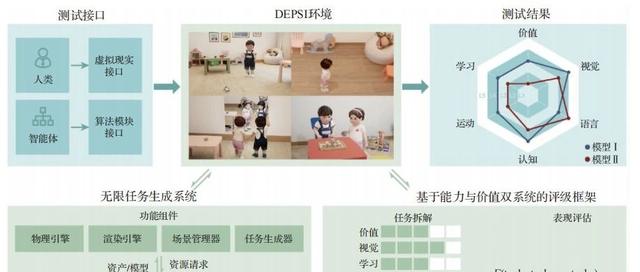 测试接口
DEPSI环境
测试结果
人类
虚拟现实
接口
智能体
算法模块
接口
价值
学习
视觉
运动
语言
认知
模型Ⅰ
模型Ⅱ
无限任务生成系统
基于能力与价值双系统的评级框架
功能组件
物理引擎
渲染引擎
场景管理器
任务生成器
资产/模型
资源请求
任务拆解
表现评估
价值
视觉
学习